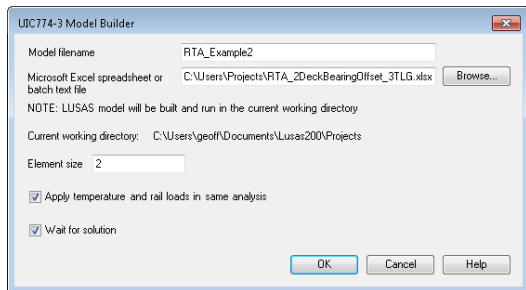 UIC774-3 Model Builder
Model filename RTA_Example2
Microsoft Excel spreadsheet or
batch text file C:\Users\Projects\RTA_2DeckBearingOffset_3TLG.xlsx Browse...
NOTE: LUSAS model will be built and run in the current working directory
Current working directory: C:\Users\geoff\Documents\Lusas200\Projects
Element size 2
Apply temperature and rail loads in same analysis
Wait for solution
OK Cancel Help